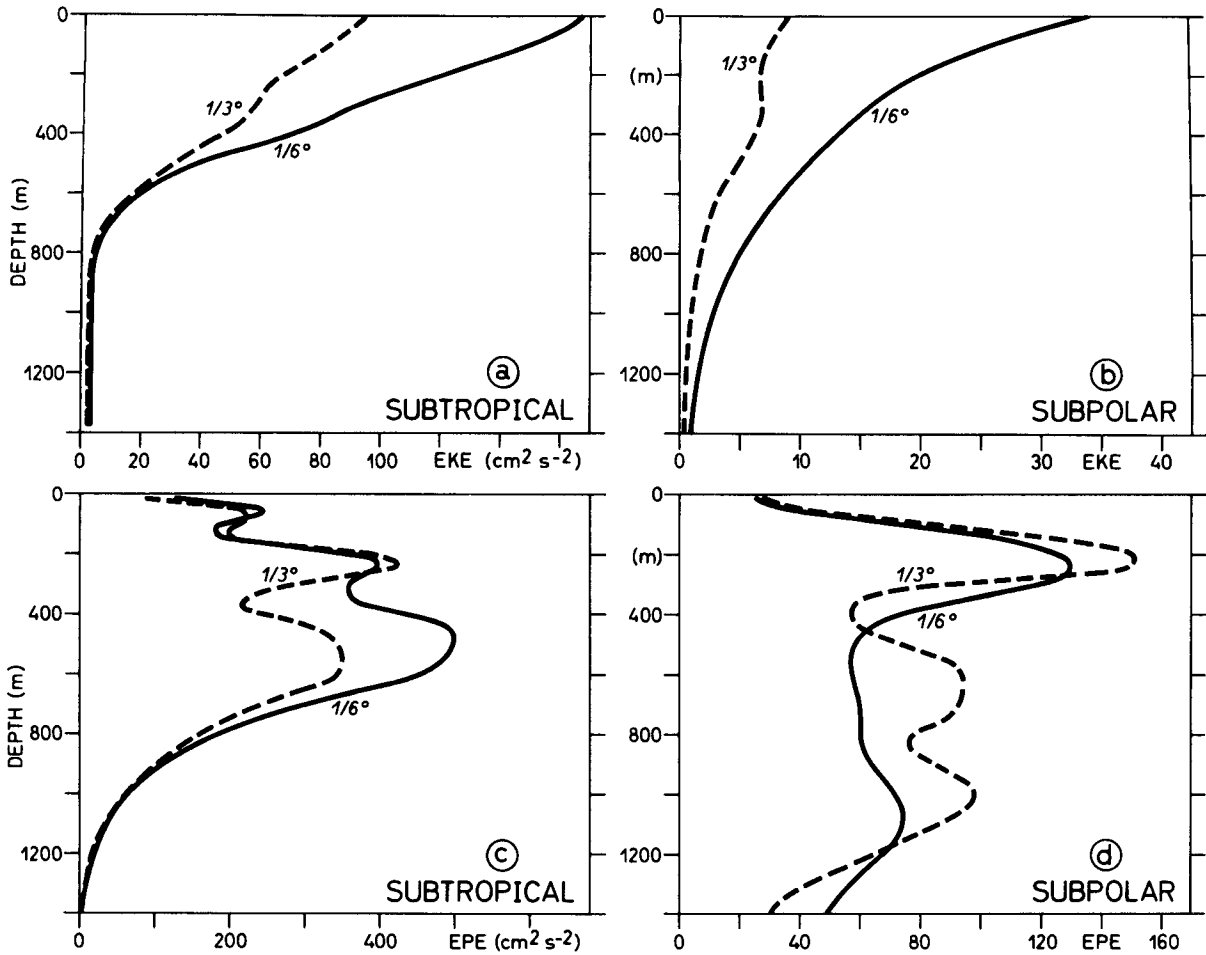 0
1/3°
1/6°
400
800
1200
DEPTH (m)
a
SUBTROPICAL
0 20 40 60 80 100 EKE (cm² s⁻²)
0
(m)
1/3°
1/6°
400
800
1200
b
SUBPOLAR
0 10 20 30 EKE 40
0
1/3°
400
1/6°
800
1200
DEPTH (m)
c
SUBTROPICAL
0 200 400 EPE (cm² s⁻²)
0
(m)
1/3°
400
1/6°
800
1200
d
SUBPOLAR
0 40 80 120 EPE 160